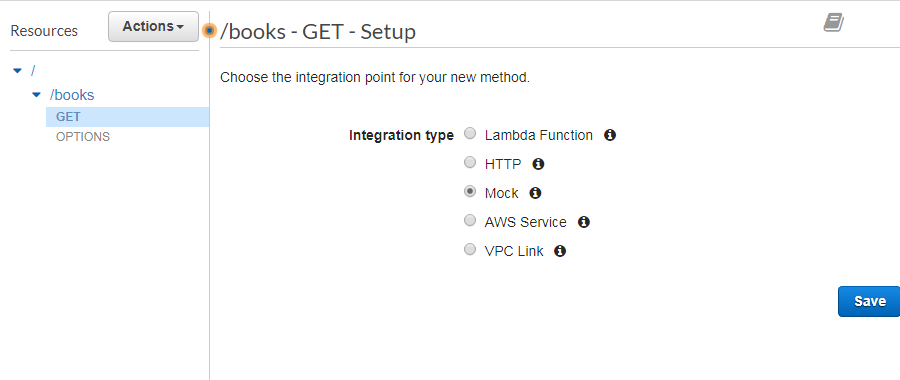 Resources
Actions
/
/books
GET
OPTIONS
/books - GET - Setup
Choose the integration point for your new method.
Integration type
Lambda Function
HTTP
Mock
AWS Service
VPC Link
Save